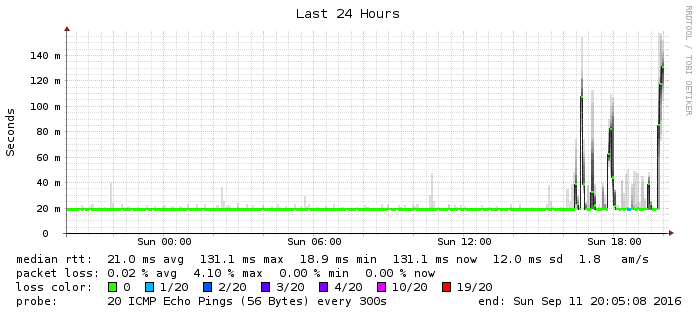 Last 24 Hours
RRDTOOL / TOBI OETIKER
Seconds
140 m
120 m
100 m
80 m
60 m
40 m
20 m
0
Sun 00:00 Sun 06:00 Sun 12:00 Sun 18:00
median rtt: 21.0 ms avg 131.1 ms max 18.9 ms min 131.1 ms now 12.0 ms sd 1.8 am/s
packet loss: 0.02 % avg 4.10 % max 0.00 % min 0.00 % now
loss color: 0 1/20 2/20 3/20 4/20 10/20 19/20
probe: 20 ICMP Echo Pings (56 Bytes) every 300s end: Sun Sep 11 20:05:08 2016